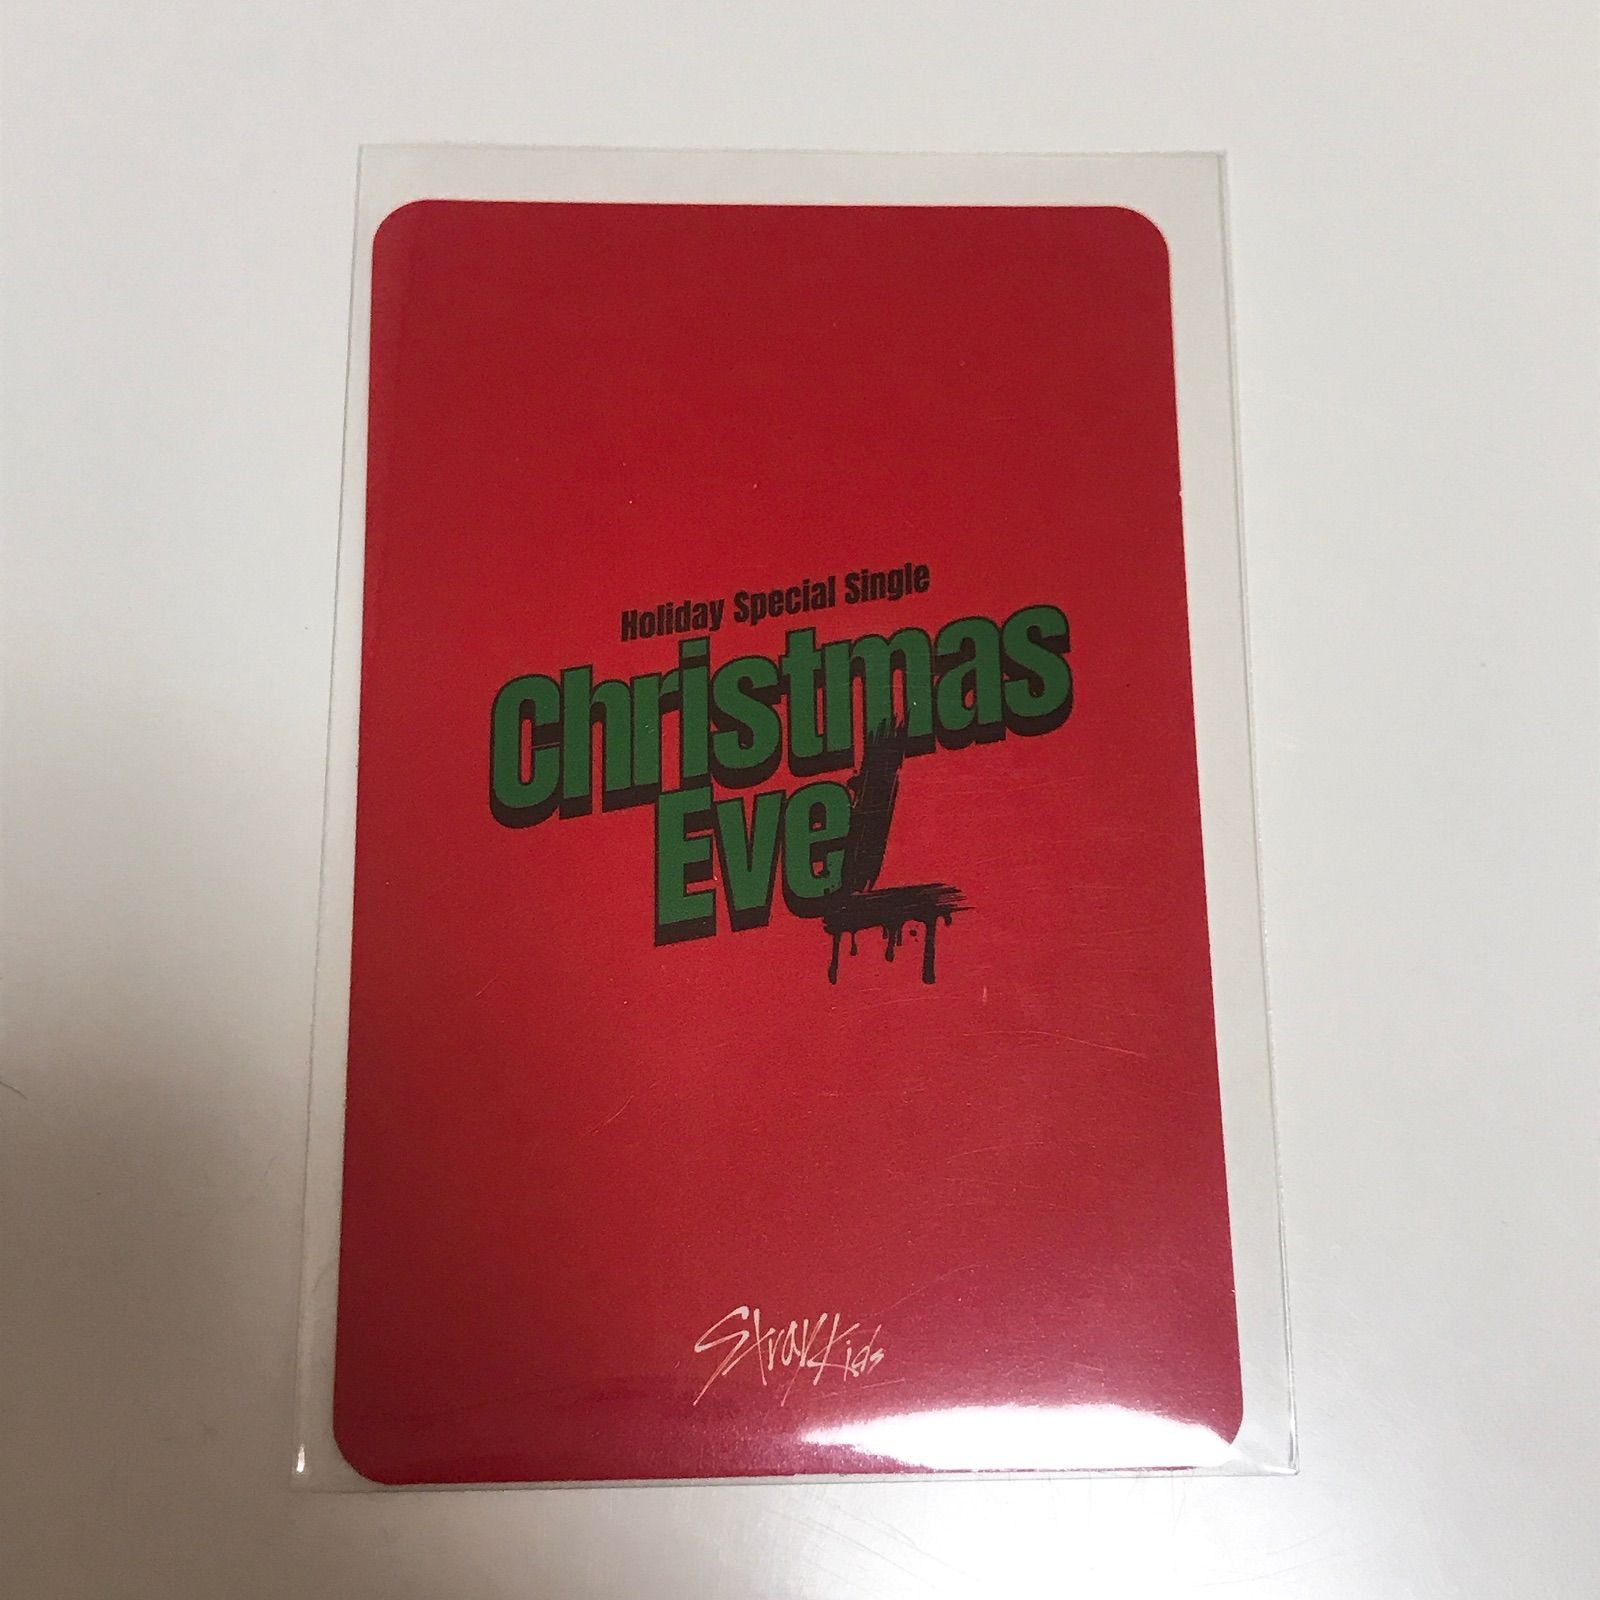 Holiday Special Single
Christmas
EveL
Stray Kids